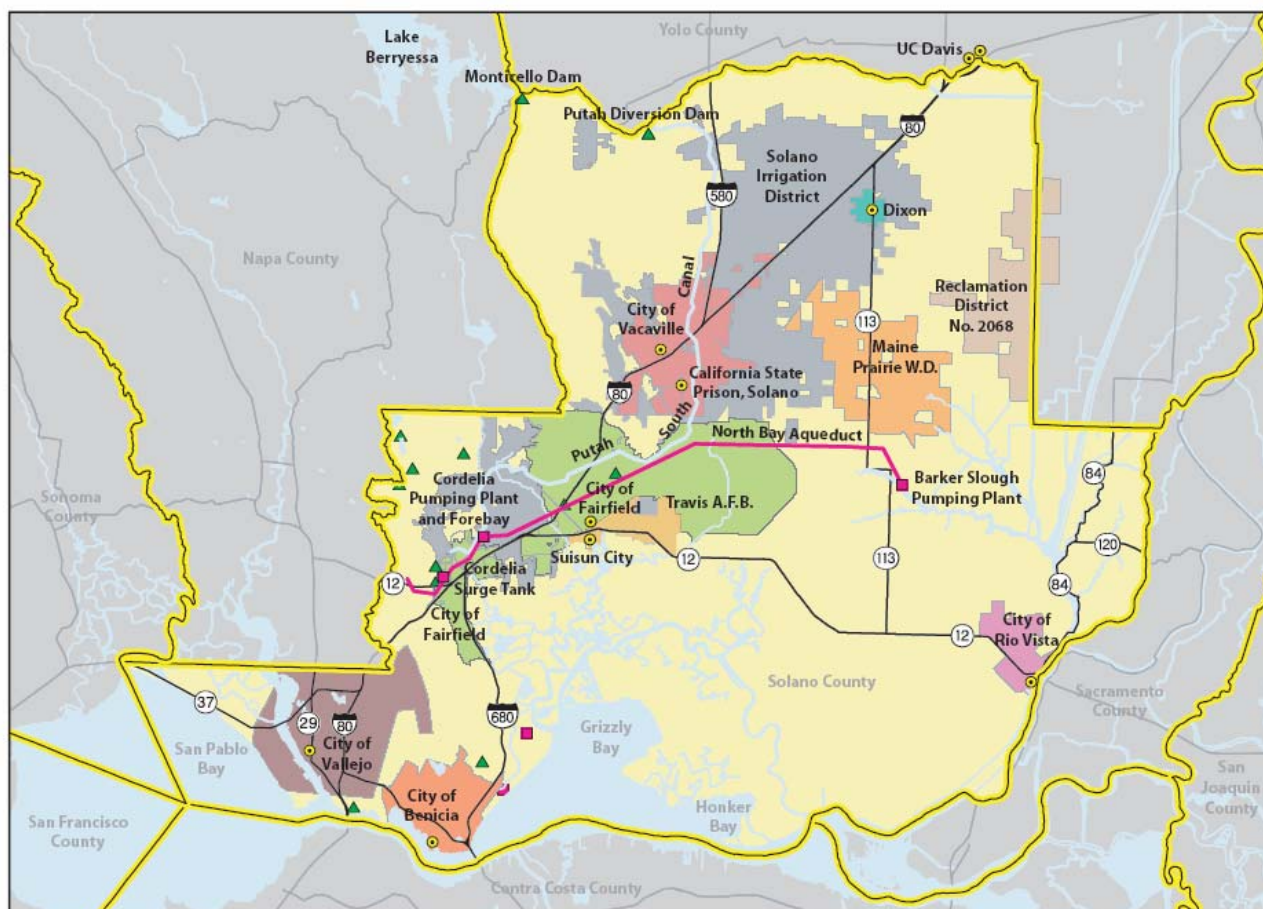 Yolo County
UC Davis
Lake
Berryessa
Monticello Dam
Putah Diversion Dam
80
Solano
Irrigation
District
580
Dixon
Napa County
Canal
Reclamation
District
No. 2068
City of
Vacaville
113
Maine
Prairie W.D.
California State
Prison, Solano
80
South
Putah
North Bay Aqueduct
84
Cordelia
Pumping Plant
and Forebay
City of
Fairfield
Travis A.F.B.
Barker Slough
Pumping Plant
Sonoma
County
120
Suisun City
12
113
12
Cordelia
Surge Tank
84
City of
Fairfield
12
City of
Rio Vista
Solano County
Sacramento
County
37
29
80
680
Grizzly
Bay
San Pablo
Bay
City of
Vallejo
San
Joaquin
County
City of
Benicia
Honker
Bay
San Francisco
County
Contra Costa County